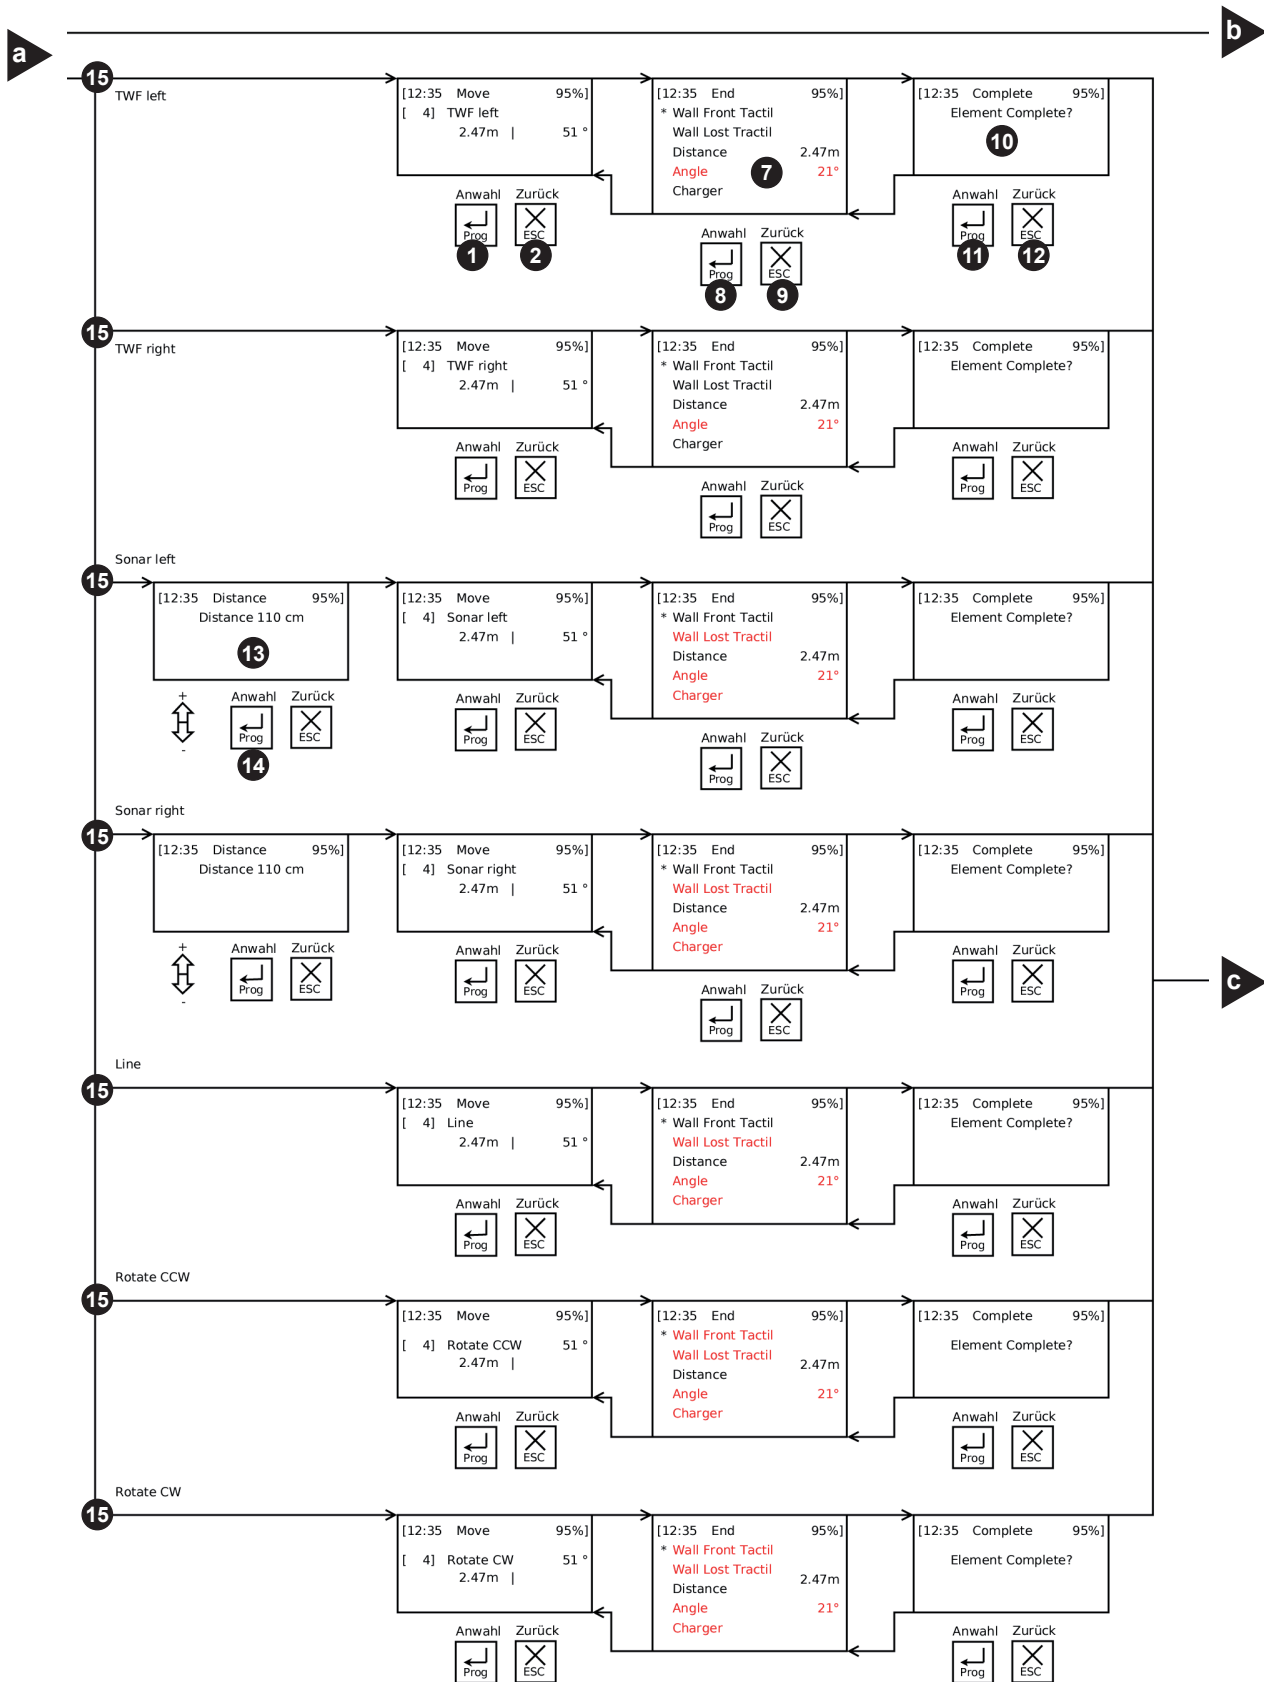 a
b
15
TWF left
[12:35 Move 95%]
[ 4] TWF left
2.47m | 51 °
Anwahl Zurück
Prog ESC
1 2
[12:35 End 95%]
* Wall Front Tactil
Wall Lost Tractil
Distance 2.47m
Angle 21°
Charger
7
Anwahl Zurück
Prog ESC
8 9
[12:35 Complete 95%]
Element Complete?
10
Anwahl Zurück
Prog ESC
11 12
15
TWF right
[12:35 Move 95%]
[ 4] TWF right
2.47m | 51 °
Anwahl Zurück
Prog ESC
[12:35 End 95%]
* Wall Front Tactil
Wall Lost Tractil
Distance 2.47m
Angle 21°
Charger
Anwahl Zurück
Prog ESC
[12:35 Complete 95%]
Element Complete?
Anwahl Zurück
Prog ESC
Sonar left
15
[12:35 Distance 95%]
Distance 110 cm
13
+
-
Anwahl Zurück
Prog ESC
14
[12:35 Move 95%]
[ 4] Sonar left
2.47m | 51 °
Anwahl Zurück
Prog ESC
[12:35 End 95%]
* Wall Front Tactil
Wall Lost Tractil
Distance 2.47m
Angle 21°
Charger
Anwahl Zurück
Prog ESC
[12:35 Complete 95%]
Element Complete?
Anwahl Zurück
Prog ESC
Sonar right
15
[12:35 Distance 95%]
Distance 110 cm
+
-
Anwahl Zurück
Prog ESC
[12:35 Move 95%]
[ 4] Sonar right
2.47m | 51 °
Anwahl Zurück
Prog ESC
[12:35 End 95%]
* Wall Front Tactil
Wall Lost Tractil
Distance 2.47m
Angle 21°
Charger
Anwahl Zurück
Prog ESC
[12:35 Complete 95%]
Element Complete?
Anwahl Zurück
Prog ESC
c
Line
15
[12:35 Move 95%]
[ 4] Line
2.47m | 51 °
Anwahl Zurück
Prog ESC
[12:35 End 95%]
* Wall Front Tactil
Wall Lost Tractil
Distance 2.47m
Angle 21°
Charger
[12:35 Complete 95%]
Element Complete?
Anwahl Zurück
Prog ESC
Rotate CCW
15
[12:35 Move 95%]
[ 4] Rotate CCW 51 °
2.47m |
Anwahl Zurück
Prog ESC
[12:35 End 95%]
* Wall Front Tactil
Wall Lost Tractil
Distance 2.47m
Angle 21°
Charger
[12:35 Complete 95%]
Element Complete?
Anwahl Zurück
Prog ESC
Rotate CW
15
[12:35 Move 95%]
[ 4] Rotate CW 51 °
2.47m |
Anwahl Zurück
Prog ESC
[12:35 End 95%]
* Wall Front Tactil
Wall Lost Tractil
Distance 2.47m
Angle 21°
Charger
[12:35 Complete 95%]
Element Complete?
Anwahl Zurück
Prog ESC